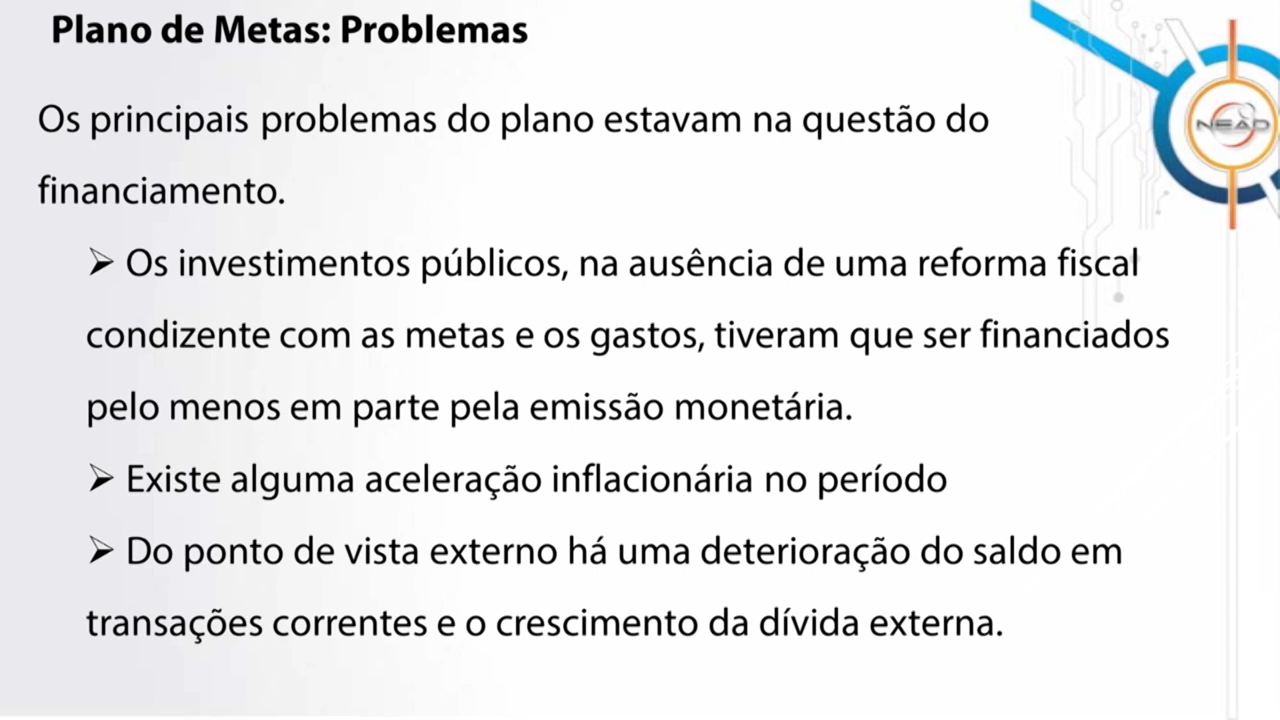 Plano de Metas: Problemas
NEAD
Os principais problemas do plano estavam na questão do
financiamento.
➢ Os investimentos públicos, na ausência de uma reforma fiscal
condizente com as metas e os gastos, tiveram que ser financiados
pelo menos em parte pela emissão monetária.
➢ Existe alguma aceleração inflacionária no período
➢ Do ponto de vista externo há uma deterioração do saldo em
transações correntes e o crescimento da dívida externa.